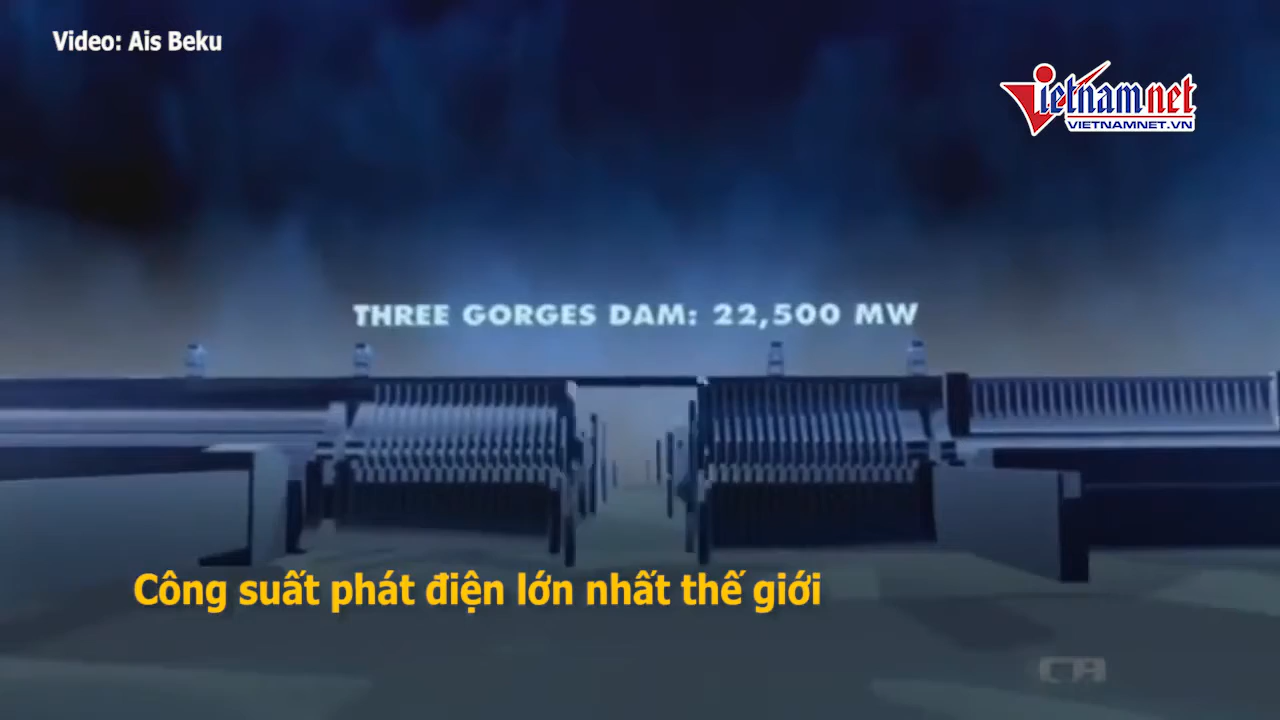 Video: Ais Beku
Vietnamnet
VIETNAMNET.VN
THREE GORGES DAM: 22,500 MW
Công suất phát điện lớn nhất thế giới